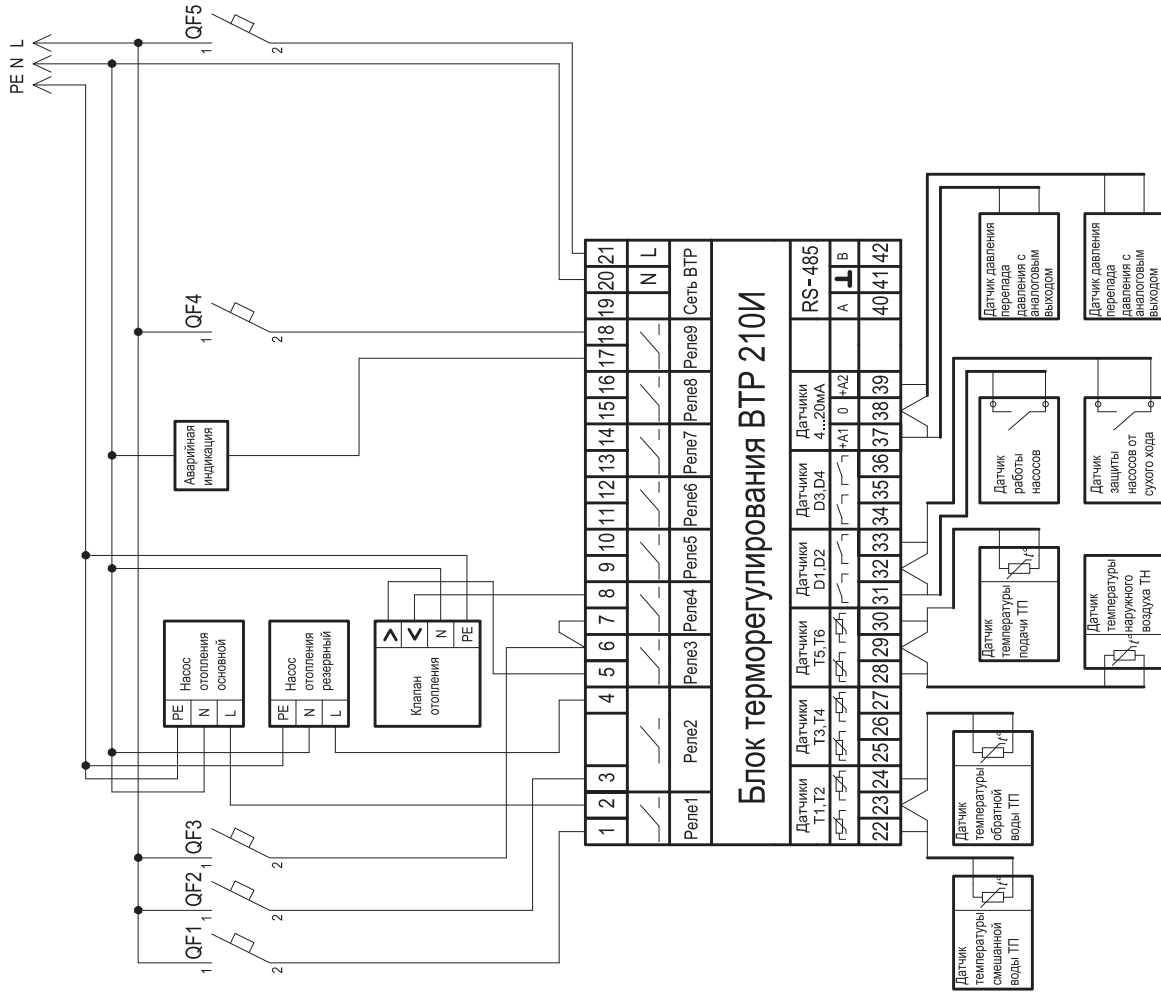 PE N L
QF5
1
2
QF4
1
2
Аварийная
индикация
Насос
отопления
основной
PE
N
L
Насос
отопления
резервный
PE
N
L
Клапан
отопления
>
<
N
PE
QF3
1
2
QF2
1
2
QF1
1
2
1 2 3 4 5 6 7 8 9 10 11 12 13 14 15 16 17 18 19 20 21
N L
Реле1 Реле2 Реле3 Реле4 Реле5 Реле6 Реле7 Реле8 Реле9 Сеть ВТР
Блок терморегулирования ВТР 210И
Датчики
T1,T2
Датчики
T3,T4
Датчики
T5,T6
Датчики
D1,D2
Датчики
D3,D4
Датчики
4...20мА
RS-485
+A1 0 +A2
A B
22 23 24 25 26 27 28 29 30 31 32 33 34 35 36 37 38 39 40 41 42
Датчик
температуры
смешанной
воды ТП
t°
Датчик
температуры
обратной
воды ТП
t°
Датчик
температуры
подачи ТП
t°
Датчик
температуры
наружного
воздуха ТН
t°
Датчик
работы
насосов
Датчик
защиты
насосов от
сухого хода
Датчик давления
перепада
давления с
аналоговым
выходом
Датчик давления
перепада
давления с
аналоговым
выходом